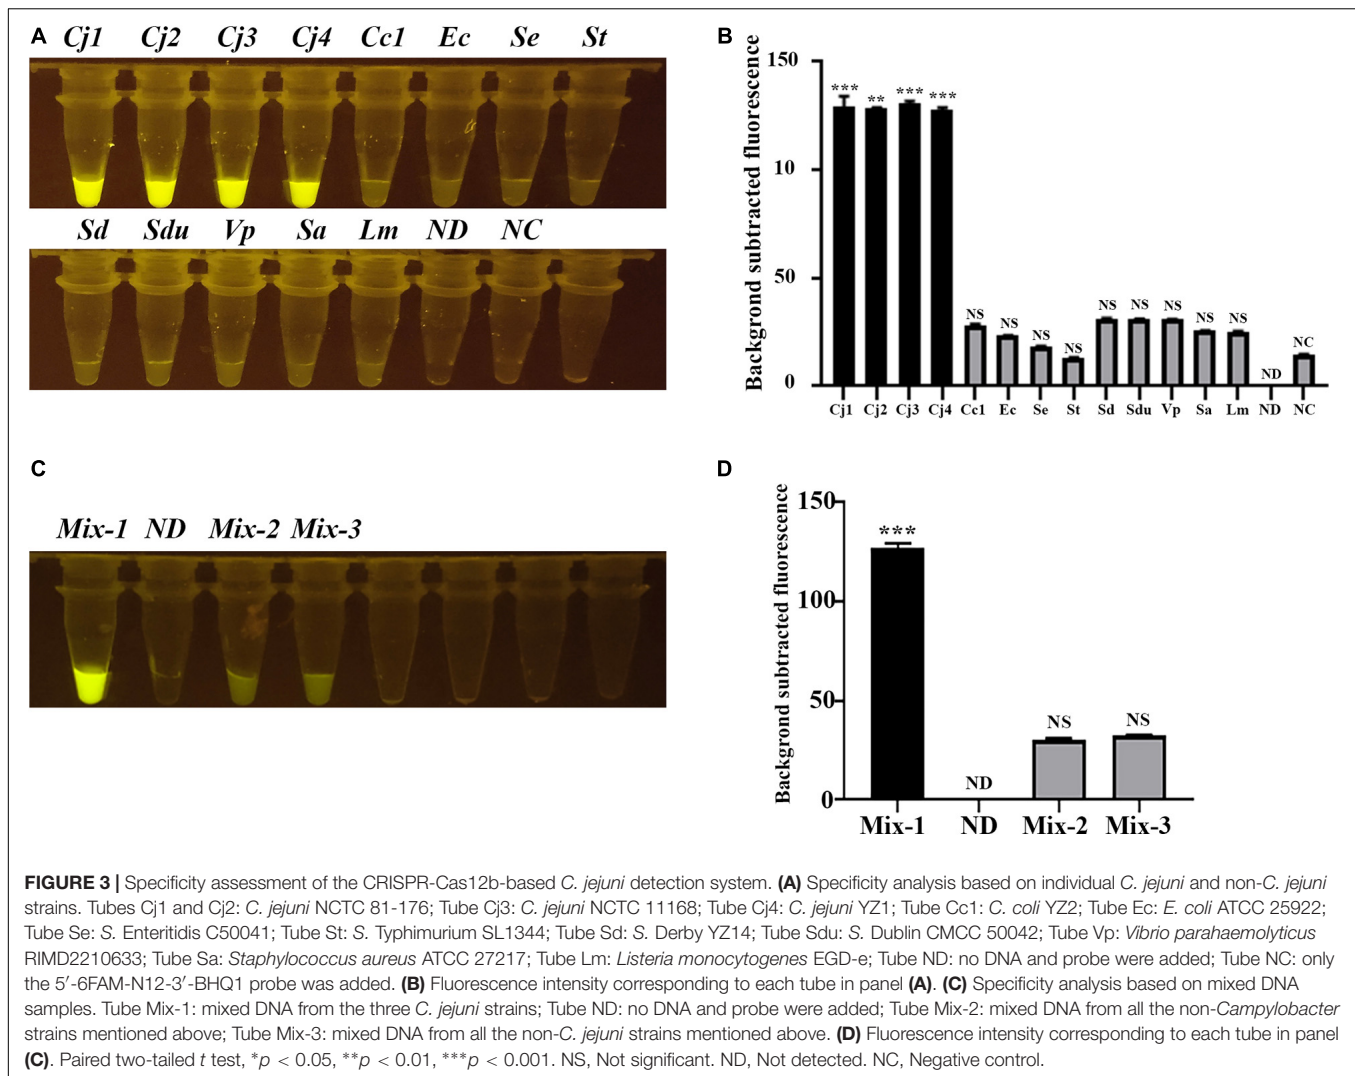 A Cj1 Cj2 Cj3 Cj4 Cc1 Ec Se St
Sd Sdu Vp Sa Lm ND NC
B
Background subtracted fluorescence
150
10
50
0
*** ** *** ***
NS NS NS NS NS NS NS NS NS ND NC
Cj1 Cj2 Cj3 Cj4 Cc1 Ec Se St Sd Sdu Vp Sa Lm ND NC
C
Mix-1 ND Mix-2 Mix-3
D
Background subtracted fluorescence
150
100
50
0
***
ND
NS
NS
Mix-1 ND Mix-2 Mix-3
FIGURE 3 | Specificity assessment of the CRISPR-Cas12b-based C. jejuni detection system. (A) Specificity analysis based on individual C. jejuni and non-C. jejuni
strains. Tubes Cj1 and Cj2: C. jejuni NCTC 81-176; Tube Cj3: C. jejuni NCTC 11168; Tube Cj4: C. jejuni YZ1; Tube Cc1: C. coli YZ2; Tube Ec: E. coli ATCC 25922;
Tube Se: S. Enteritidis C50041; Tube St: S. Typhimurium SL1344; Tube Sd: S. Derby YZ14; Tube Sdu: S. Dublin CMCC 50042; Tube Vp: Vibrio parahaemolyticus
RIMD2210633; Tube Sa: Staphylococcus aureus ATCC 27217; Tube Lm: Listeria monocytogenes EGD-e; Tube ND: no DNA and probe were added; Tube NC: only
the 5′-6FAM-N12-3′-BHQ1 probe was added. (B) Fluorescence intensity corresponding to each tube in panel (A). (C) Specificity analysis based on mixed DNA
samples. Tube Mix-1: mixed DNA from the three C. jejuni strains; Tube ND: no DNA and probe were added; Tube Mix-2: mixed DNA from all the non-Campylobacter
strains mentioned above; Tube Mix-3: mixed DNA from all the non-C. jejuni strains mentioned above. (D) Fluorescence intensity corresponding to each tube in panel
(C). Paired two-tailed t test, *p < 0.05, **p < 0.01, ***p < 0.001. NS, Not significant. ND, Not detected. NC, Negative control.